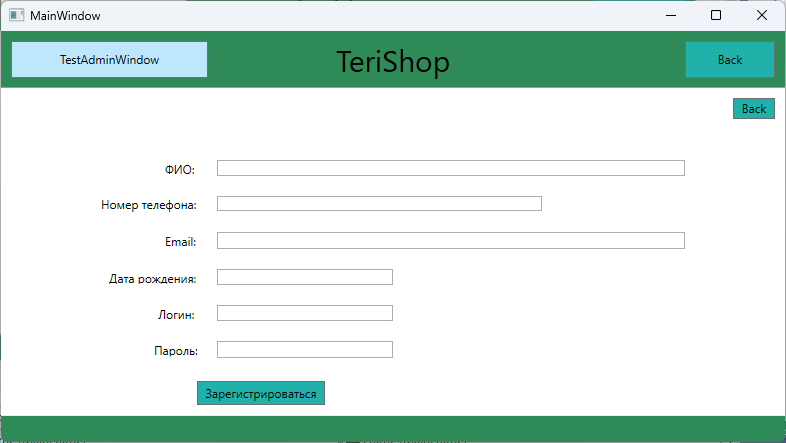 MainWindow
TestAdminWindow
TeriShop
Back
Back
ФИО:
Номер телефона:
Email:
Дата рождения:
Логин:
Пароль:
Зарегистрироваться